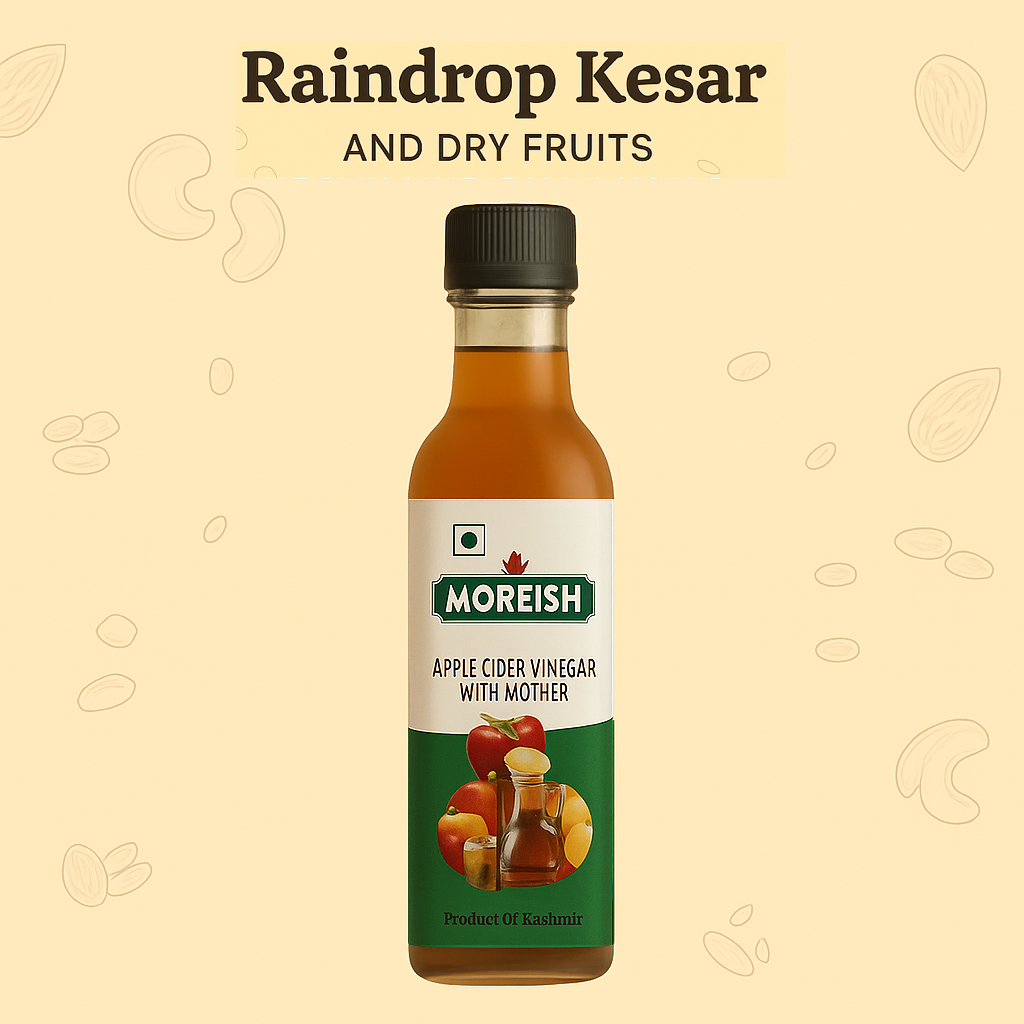 Raindrop Kesar
AND DRY FRUITS
MOREISH
APPLE CIDER VINEGAR
WITH MOTHER
Product Of Kashmir